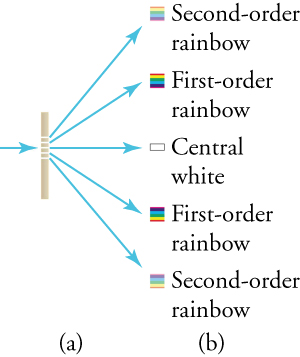 Second-order
rainbow
First-order
rainbow
Central
white
First-order
rainbow
Second-order
rainbow
(a) (b)